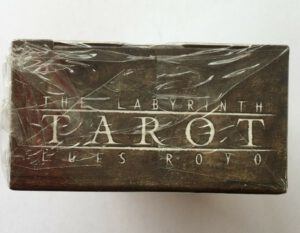 THE LABYRINTH
TAROT
LUIS ROYO